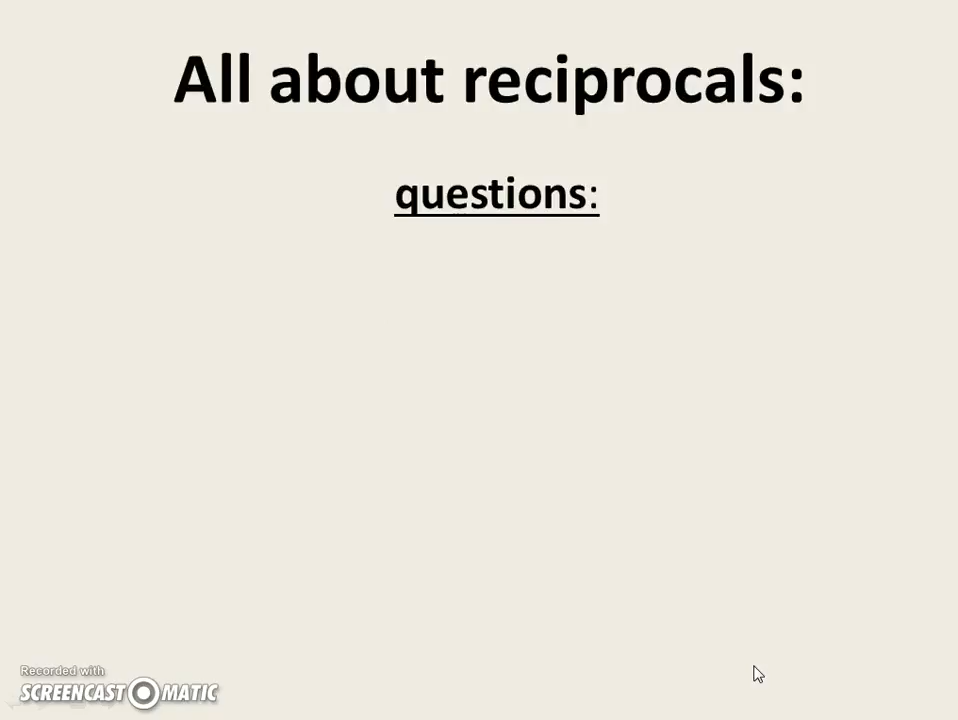 All about reciprocals:
questions:
Recorded with
SCREENCAST MATIC